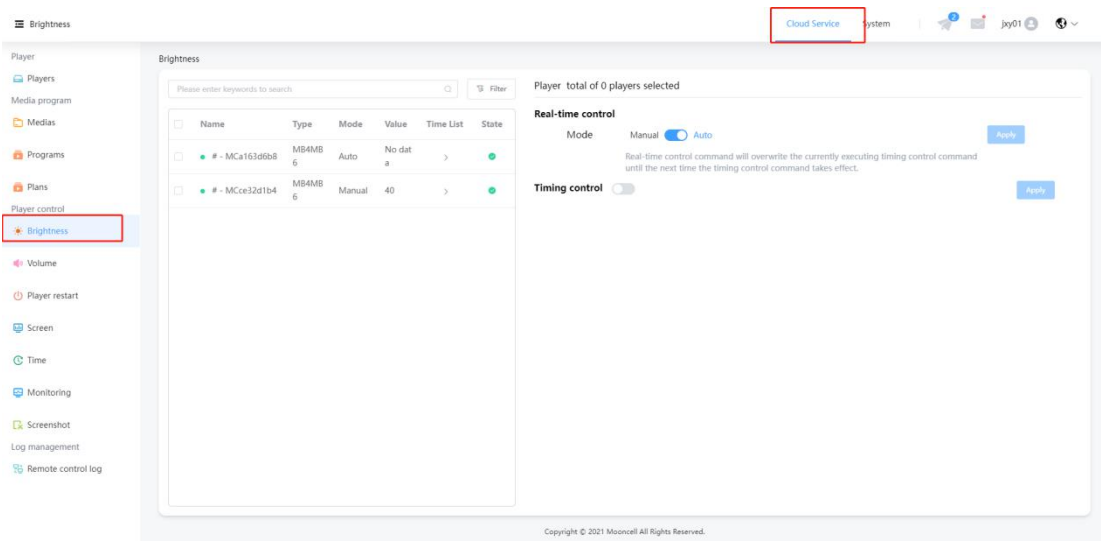 Brightness
Cloud Service
System
2
jxy01
Player
Players
Media program
Medias
Programs
Plans
Player control
Brightness
Volume
Player restart
Screen
Time
Monitoring
Screenshot
Log management
Remote control log
Brightness
Please enter keywords to search
Filter
Name Type Mode Value Time List State
# - MCa163d6b8 MB4MB Auto No dat >
6 a
# - MCce32d1b4 MB4MB Manual 40 >
6
Player total of 0 players selected
Real-time control
Mode Manual Auto Apply
Real-time control command will overwrite the currently executing timing control command
until the next time the timing control command takes effect.
Timing control Apply
Copyright © 2021 Mooncell All Rights Reserved.